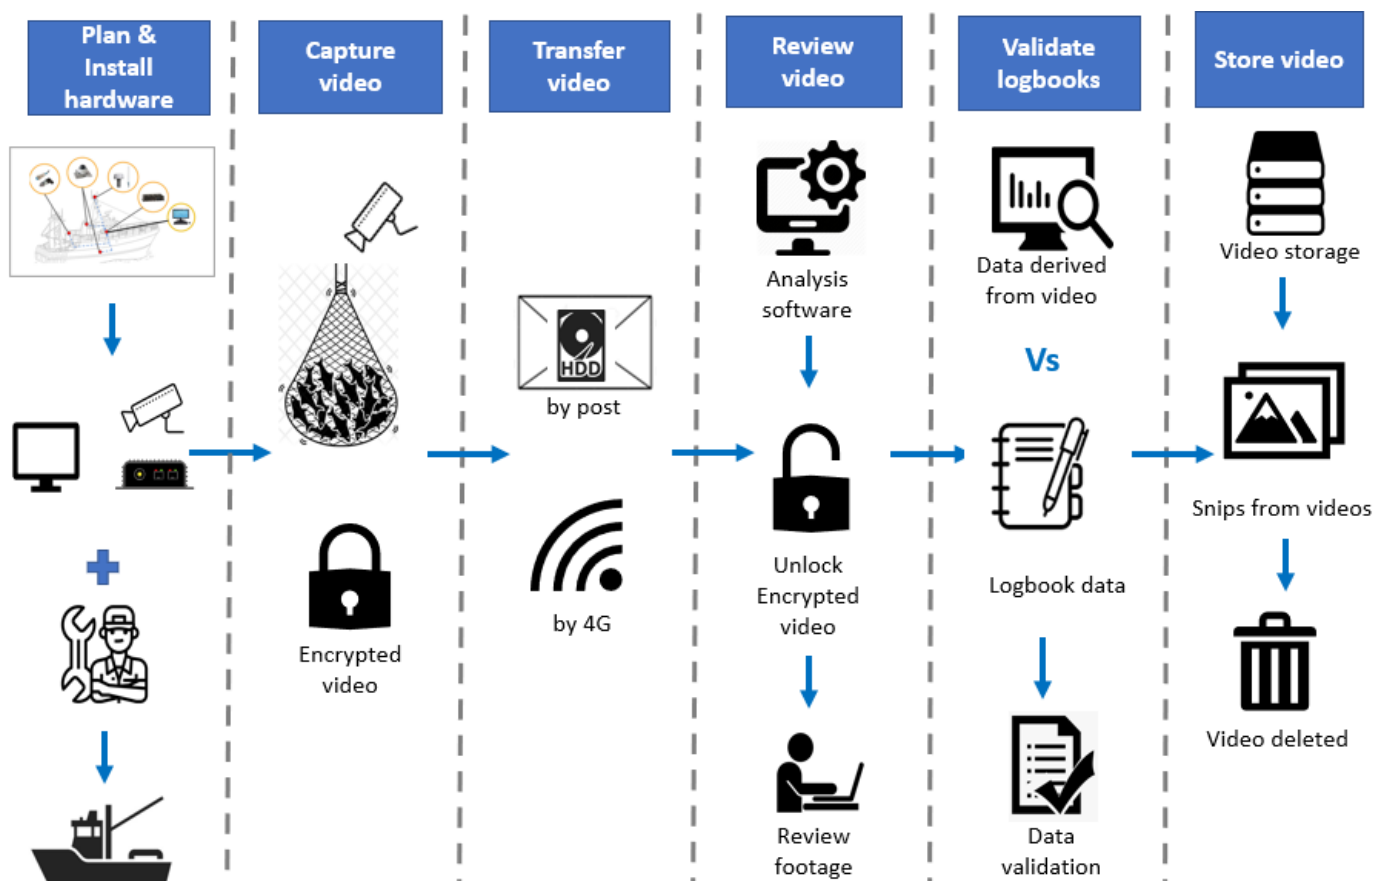 Plan &
Install
hardware
Capture
video
Transfer
video
Review
video
Validate
logbooks
Store video
Encrypted
video
HDD
by post
by 4G
Analysis
software
Unlock
Encrypted
video
Review
footage
Data derived
from video
Vs
Logbook data
Data
validation
Video storage
Snips from videos
Video deleted